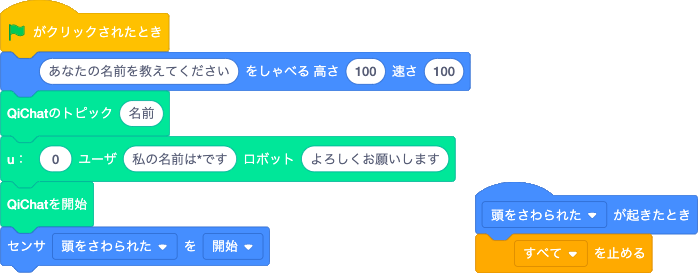 がクリックされたとき
あなたの名前を教えてください をしゃべる 高さ 100 速さ 100
QiChatのトピック 名前
u： 0 ユーザ 私の名前は*です ロボット よろしくお願いします
QiChatを開始
センサ 頭をさわられた を 開始
頭をさわられた が起きたとき
すべて を止める